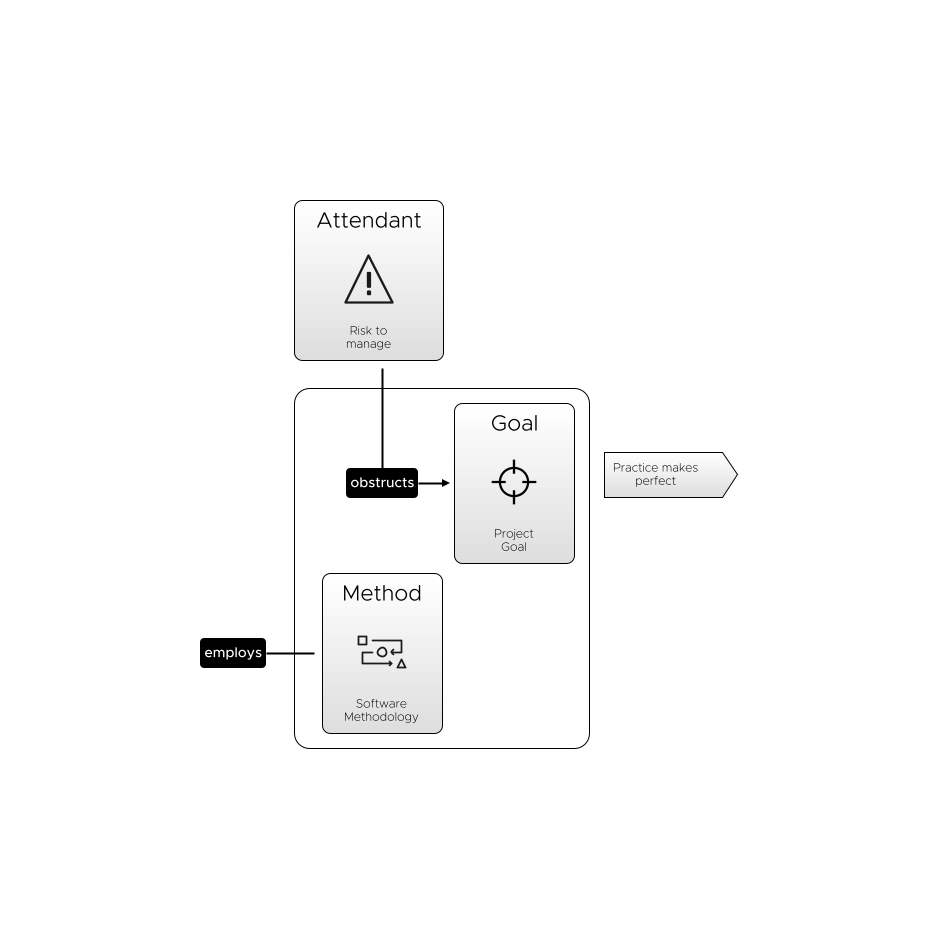 Attendant
Risk to
manage
Goal
Practice makes
perfect
obstructs
Project
Goal
Method
employs
Software
Methodology